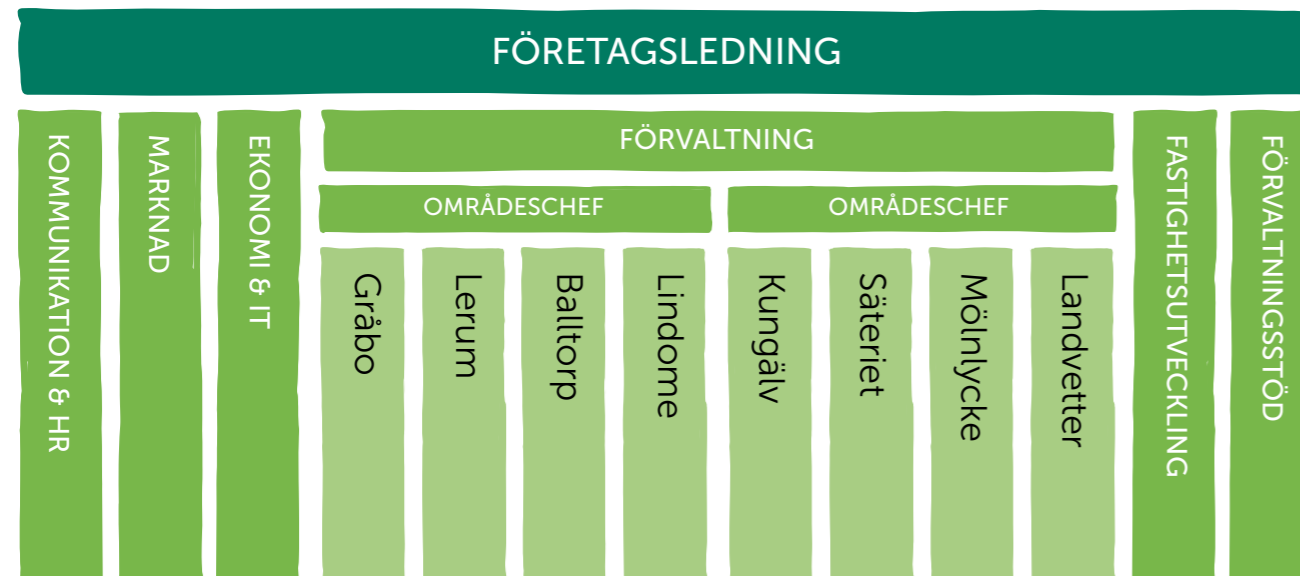 FÖRETAGSLEDNING
KOMMUNIKATION & HR
MARKNAD
EKONOMI & IT
FÖRVALTNING
OMRÅDESCHEF
Gråbo
Lerum
Balltorp
Lindome
OMRÅDESCHEF
Kungälv
Säteriet
Mölnlycke
Landvetter
FASTIGHETSUTVECKLING
FÖRVALTNINGSSTÖD